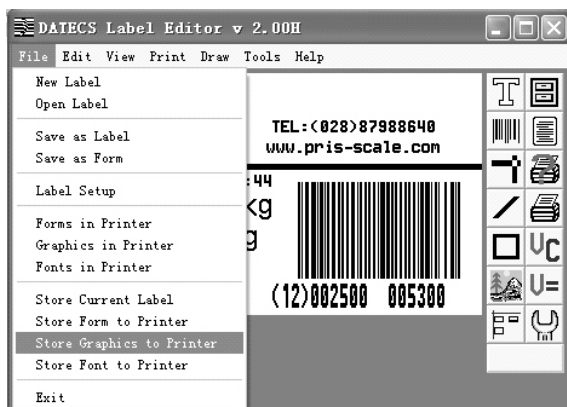 DATECS Label Editor v 2.00H
File Edit View Print Draw Tools Help
New Label
Open Label
Save as Label
Save as Form
Label Setup
Forms in Printer
Graphics in Printer
Fonts in Printer
Store Current Label
Store Form to Printer
Store Graphics to Printer
Store Font to Printer
Exit
TEL:(028)87988640
www.pris-scale.com
:44
kg
g
(12)002500 005300
T
VC
V=